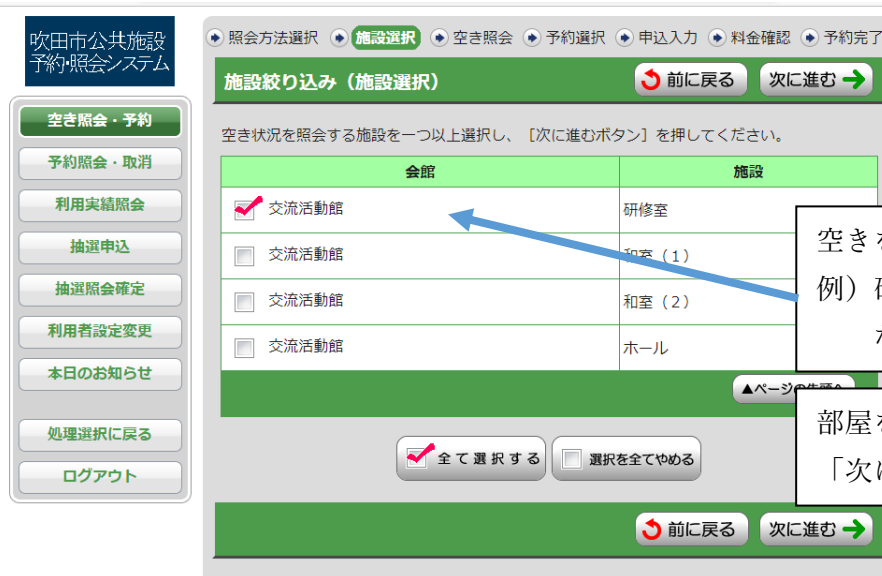 吹田市公共施設
予約・照会システム
照会方法選択 施設選択 空き照会 予約選択 申込入力 料金確認 予約完了
施設絞り込み（施設選択） 前に戻る 次に進む
空き照会・予約
予約照会・取消
利用実績照会
抽選申込
抽選照会確定
利用者設定変更
本日のお知らせ
処理選択に戻る
ログアウト
空き状況を照会する施設を一つ以上選択し、［次に進むボタン］を押してください。
会館 施設
交流活動館 研修室
交流活動館 和室（１）
交流活動館 和室（２）
交流活動館 ホール
▲ページの先頭へ
全て選択する 選択を全てやめる
前に戻る 次に進む
空き
例）
部屋
「次